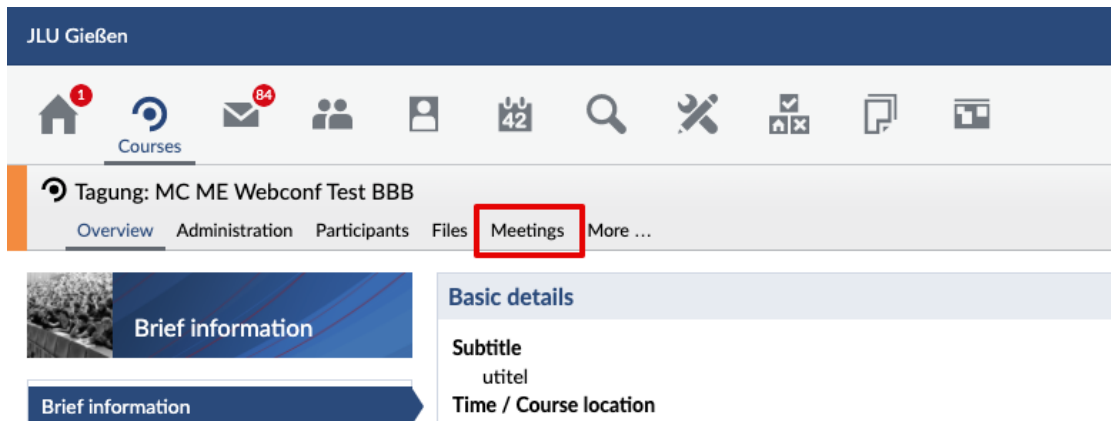 JLU Gießen
1
84
42
Courses
Tagung: MC ME Webconf Test BBB
Overview Administration Participants Files Meetings More ...
Brief information
Basic details
Subtitle
utitel
Brief information
Time / Course location